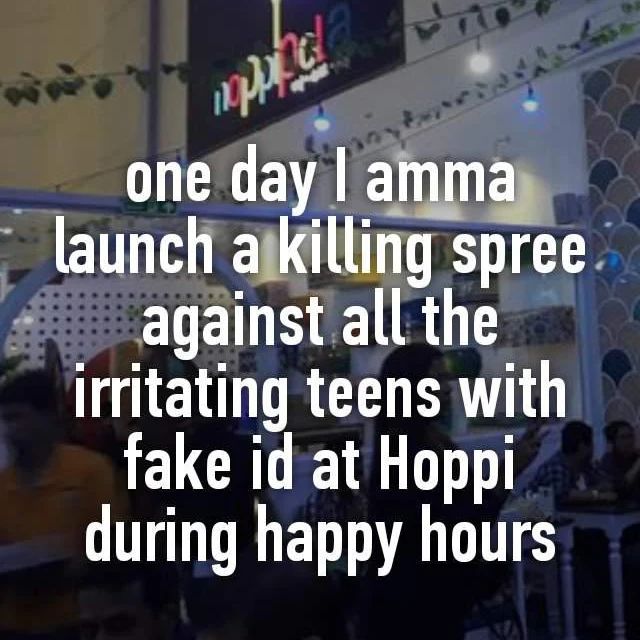 hoppipola
one day I amma
launch a killing spree
against all the
irritating teens with
fake id at Hoppi
during happy hours